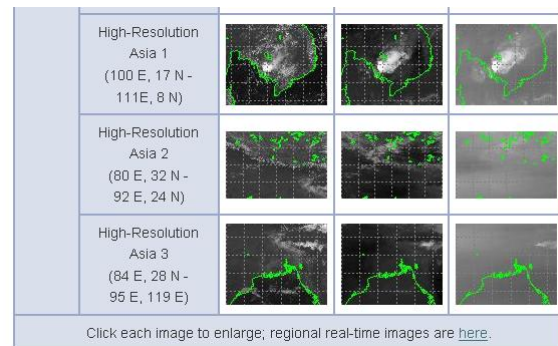 High-Resolution
Asia 1
(100 E, 17 N -
111E, 8 N)
High-Resolution
Asia 2
(80 E, 32 N -
92 E, 24 N)
High-Resolution
Asia 3
(84 E, 28 N -
95 E, 119 E)
Click each image to enlarge; regional real-time images are here.